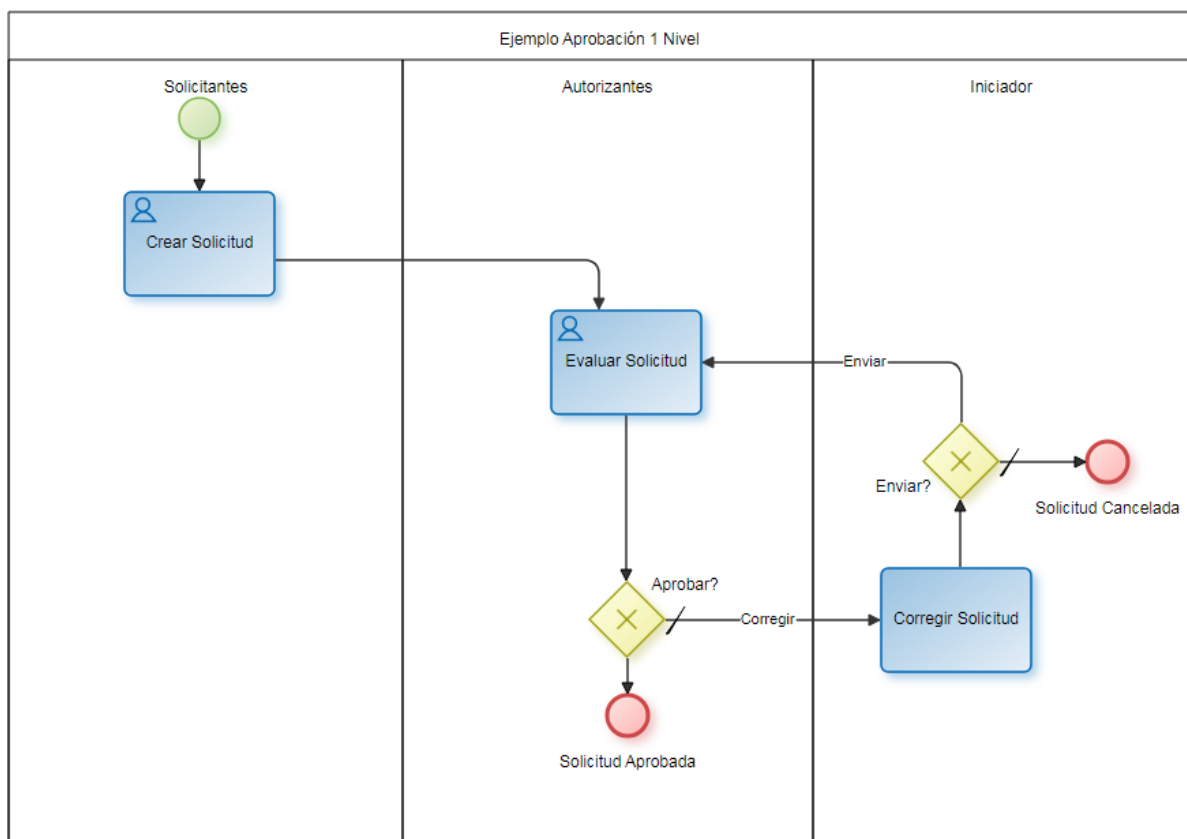 Ejemplo Aprobación 1 Nivel
Solicitantes
Autorizantes
Iniciador
Crear Solicitud
Evaluar Solicitud
Enviar
Enviar?
Solicitud Cancelada
Aprobar?
Corregir
Corregir Solicitud
Solicitud Aprobada